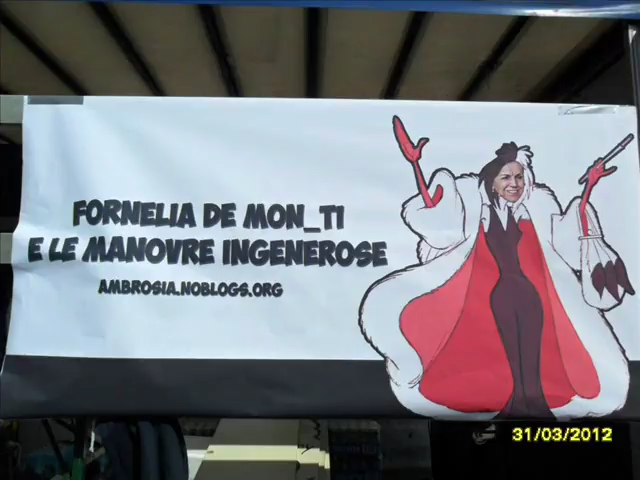 FORNELIA DE MON_TI
E LE MANOVRE INGENEROSE
AMBROSIA.NOBLOGS.ORG
31/03/2012